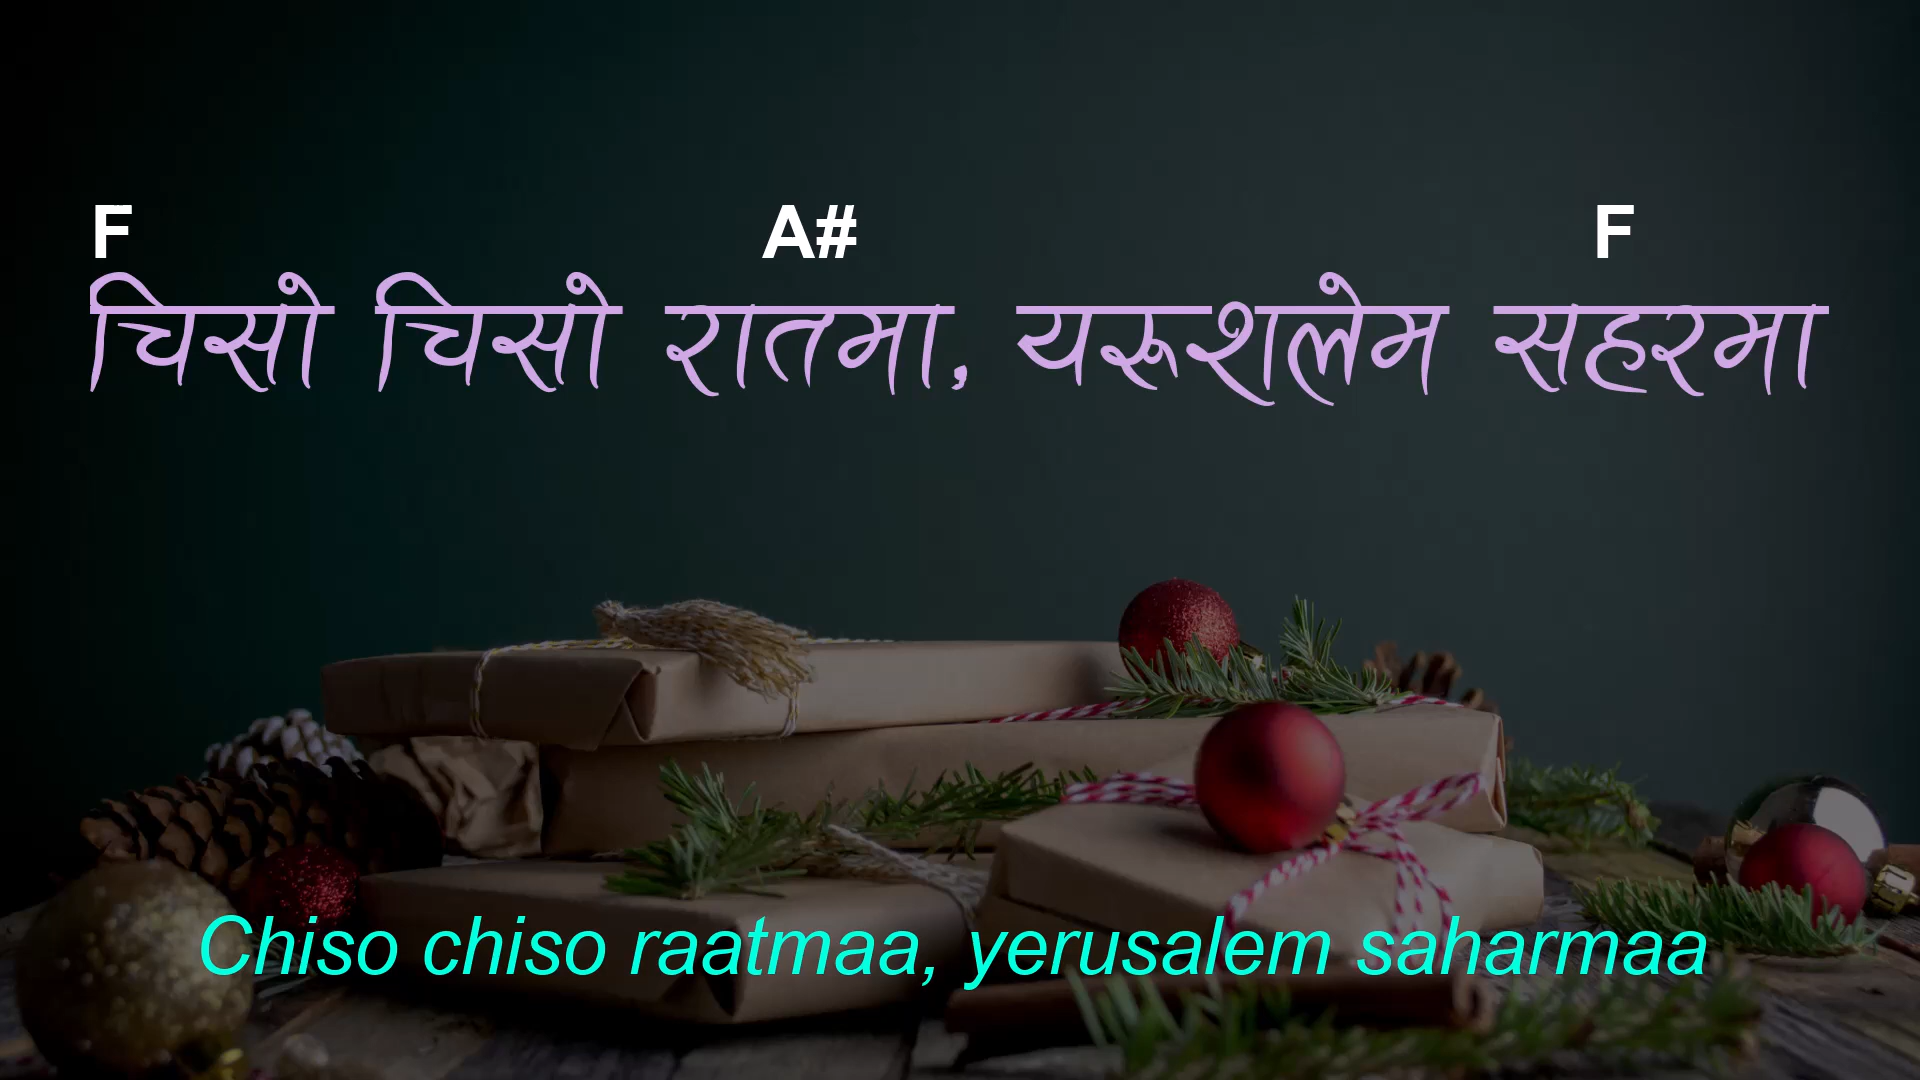 F A# F
चिसो चिसो रातमा, यरूशलेम सहरमा
Chiso chiso raatmaa, yerusalem saharmaa